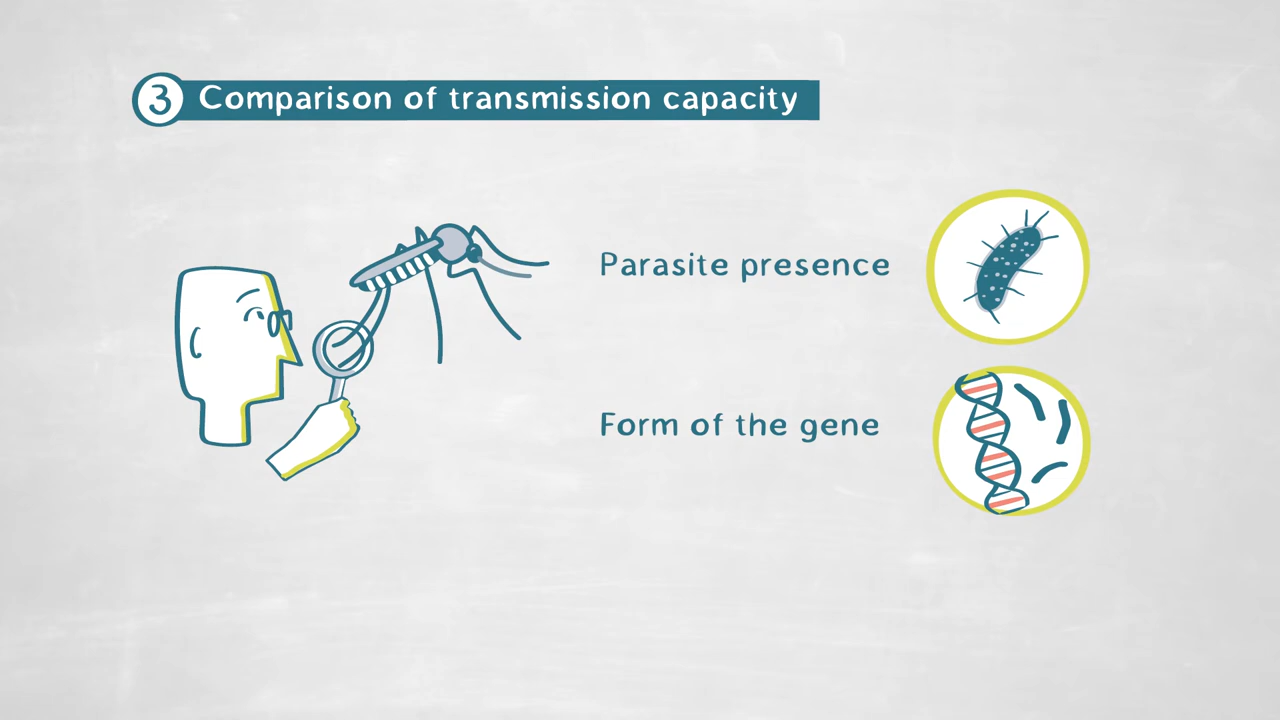 3 Comparison of transmission capacity
Parasite presence
Form of the gene